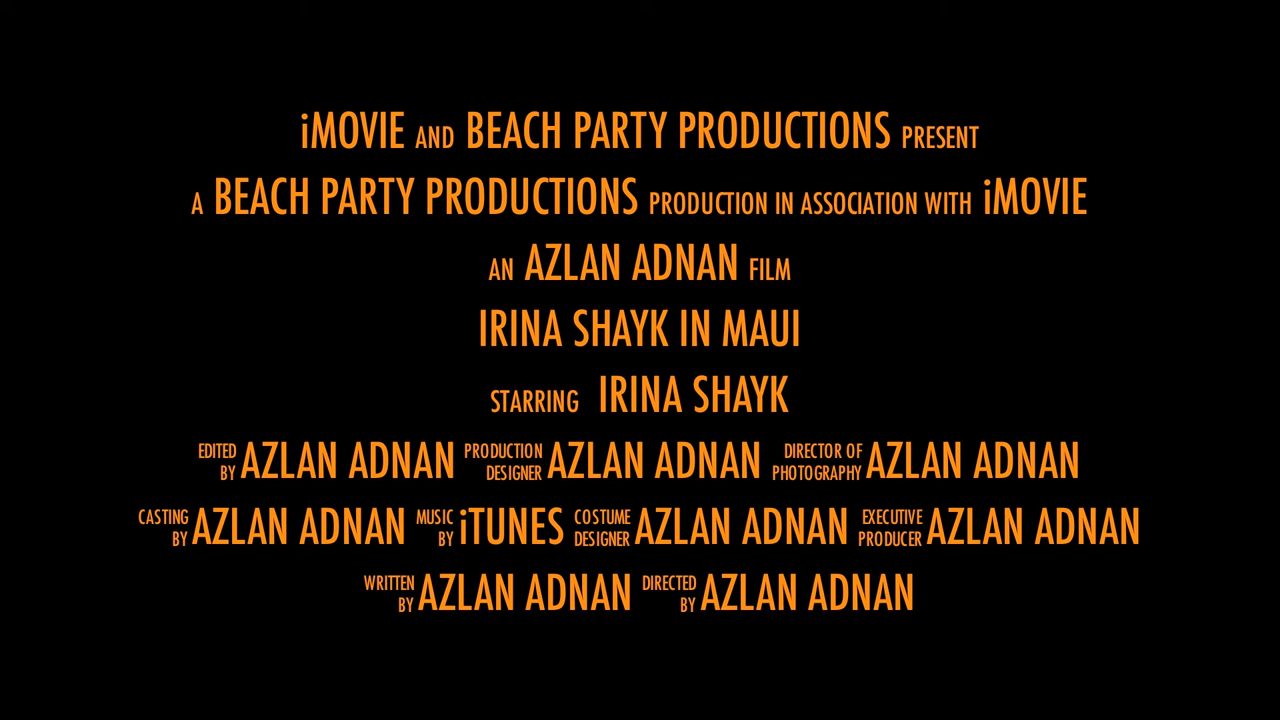 iMOVIE AND BEACH PARTY PRODUCTIONS PRESENT
A BEACH PARTY PRODUCTIONS PRODUCTION IN ASSOCIATION WITH iMOVIE
AN AZLAN ADNAN FILM
IRINA SHAYK IN MAUI
STARRING IRINA SHAYK
EDITED BY AZLAN ADNAN PRODUCTION DESIGNER AZLAN ADNAN DIRECTOR OF PHOTOGRAPHY AZLAN ADNAN
CASTING BY AZLAN ADNAN MUSIC BY iTUNES COSTUME DESIGNER AZLAN ADNAN EXECUTIVE PRODUCER AZLAN ADNAN
WRITTEN BY AZLAN ADNAN DIRECTED BY AZLAN ADNAN